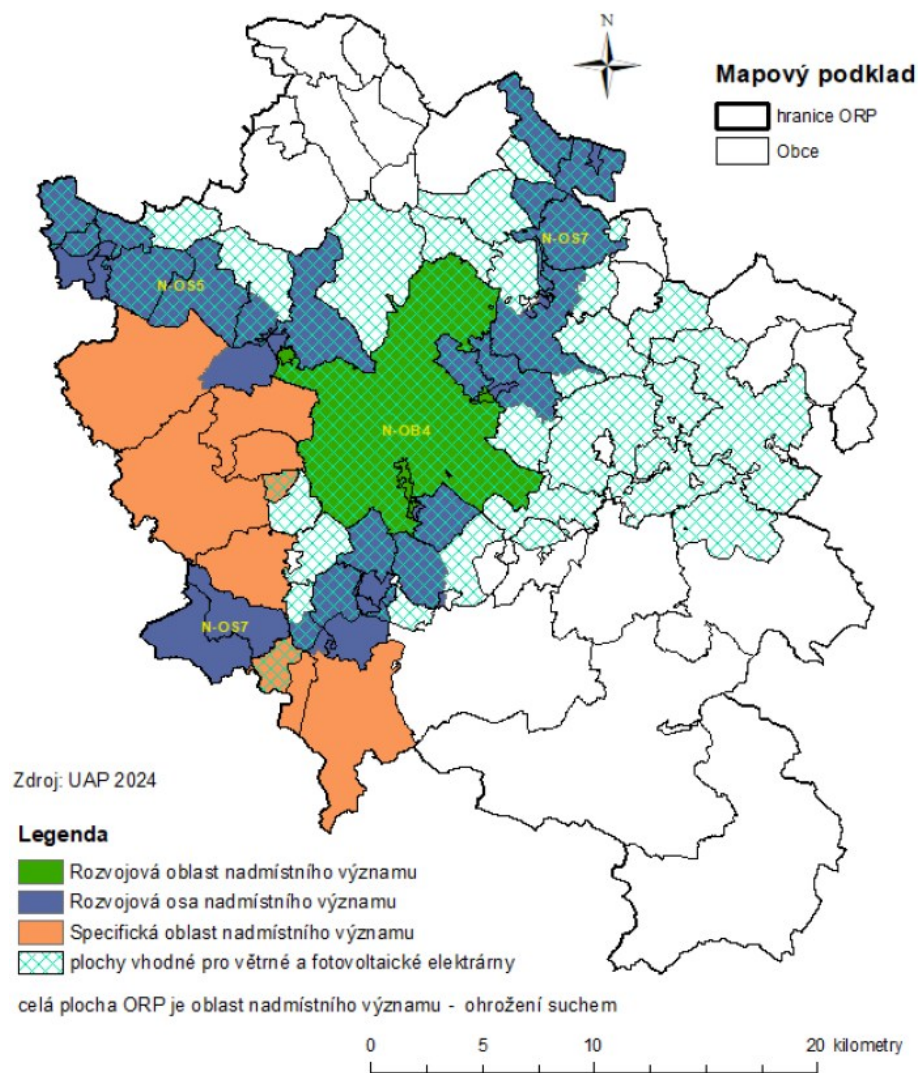 N
Mapový podklad
hranice ORP
Obce
N-OS7
N-OS5
N-OB4
N-OS7
Zdroj: UAP 2024
Legenda
Rozvojová oblast nadmístního významu
Rozvojová osa nadmístního významu
Specifická oblast nadmístního významu
plochy vhodné pro větrné a fotovoltaické elektrárny
celá plocha ORP je oblast nadmístního významu - ohrožení suchem
0 5 10 20 kilometry